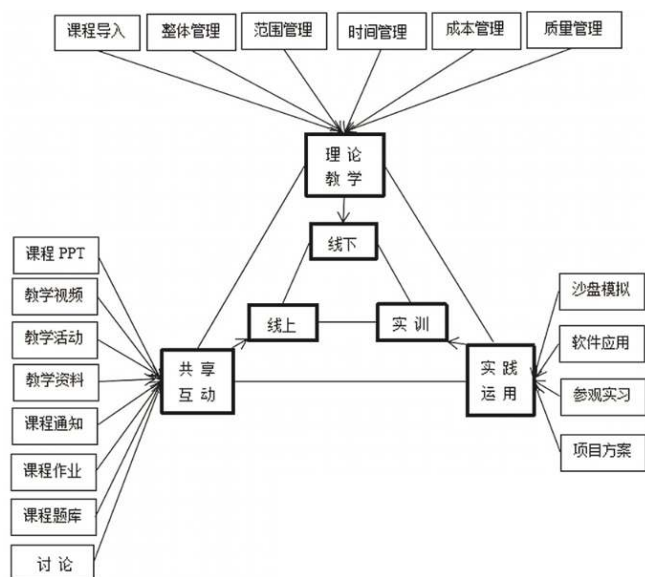 课程导入
整体管理
范围管理
时间管理
成本管理
质量管理
理 论
教 学
线下
线上
实 训
共 享
互 动
实 践
运 用
课程 PPT
教学视频
教学活动
教学资料
课程通知
课程作业
课程题库
讨 论
沙盘模拟
软件应用
参观实习
项目方案